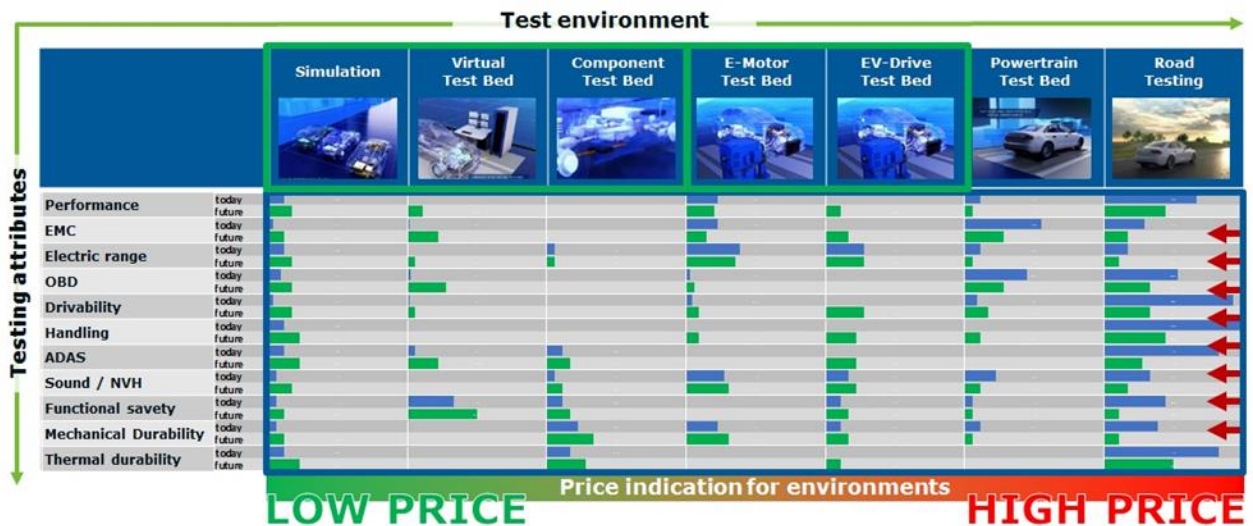 Test environment
Testing attributes
Simulation
Virtual
Test Bed
Component
Test Bed
E-Motor
Test Bed
EV-Drive
Test Bed
Powertrain
Test Bed
Road
Testing
Performance
today
future
EMC
today
future
Electric range
today
future
OBD
today
future
Drivability
today
future
Handling
today
future
ADAS
today
future
Sound / NVH
today
future
Functional savety
today
future
Mechanical Durability
today
future
Thermal durability
today
future
Price indication for environments
LOW PRICE
HIGH PRICE